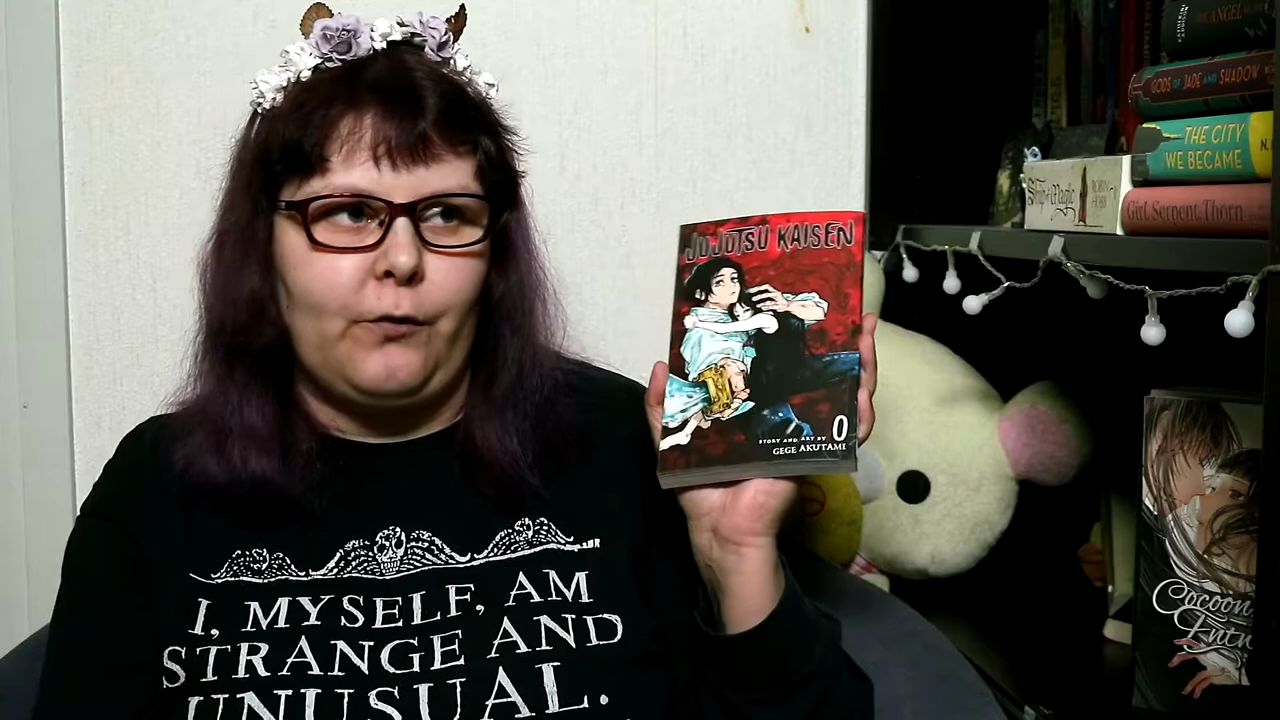 JUJUTSU KAISEN
0
STORY AND ART BY
GEGE AKUTAMI
I, MYSELF, AM
STRANGE AND
UNUSUAL.
GODS OF JADE AND SHADOW
THE CITY
WE BECAME
N.
Ship of Magic
ROBIN
HOBB
Girl, Serpent, Thorn
Cocoon
Entw